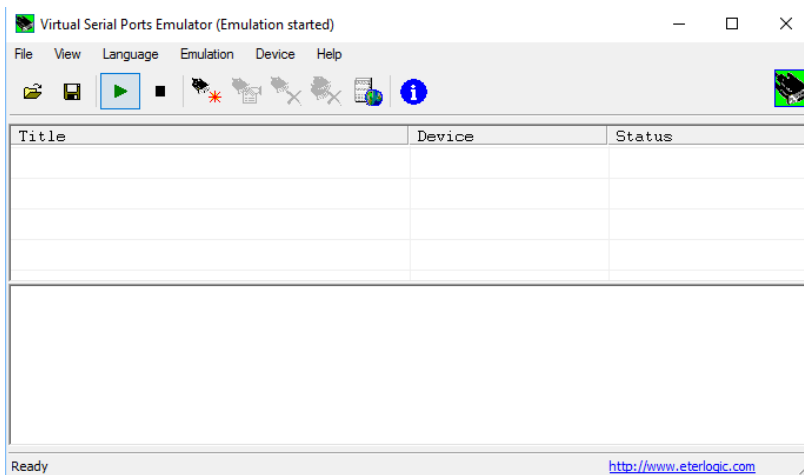 Virtual Serial Ports Emulator (Emulation started)
File View Language Emulation Device Help
Title Device Status
Ready http://www.eterlogic.com